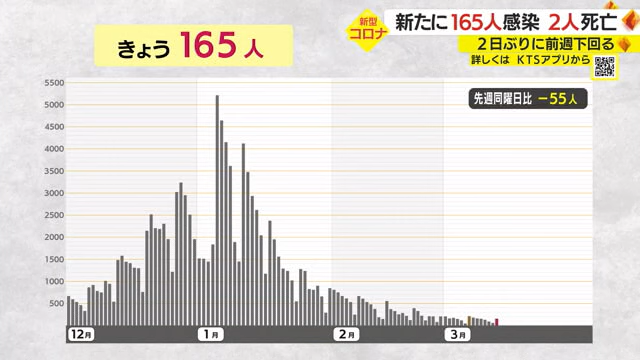 きょう 165人
新型
コロナ
新たに165人感染 2人死亡
2日ぶりに前週下回る
詳しくは KTSアプリから
先週同曜日比 −55人
5500
5000
4500
4000
3500
3000
2500
2000
1500
1000
500
12月 1月 2月 3月